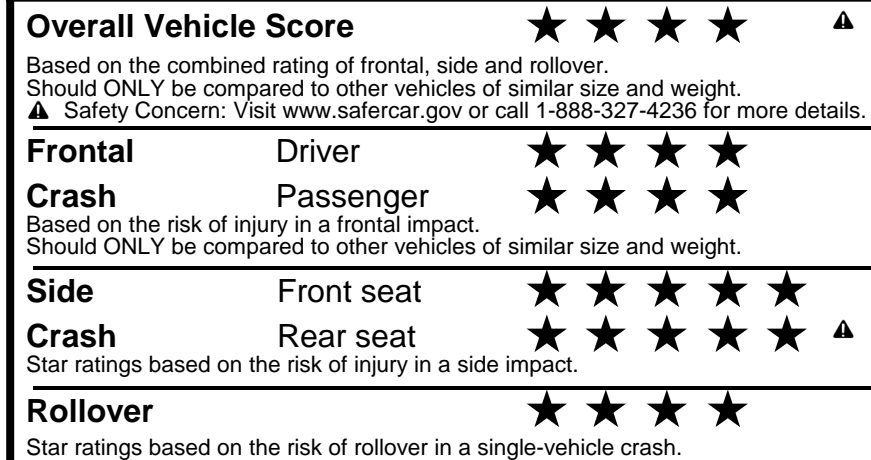 Overall Vehicle Score ★ ★ ★ ★ ⚠
Based on the combined rating of frontal, side and rollover.
Should ONLY be compared to other vehicles of similar size and weight.
⚠ Safety Concern: Visit www.safercar.gov or call 1-888-327-4236 for more details.
Frontal Driver ★ ★ ★ ★
Crash Passenger ★ ★ ★ ★
Based on the risk of injury in a frontal impact.
Should ONLY be compared to other vehicles of similar size and weight.
Side Front seat ★ ★ ★ ★ ★
Crash Rear seat ★ ★ ★ ★ ★ ⚠
Star ratings based on the risk of injury in a side impact.
Rollover ★ ★ ★ ★
Star ratings based on the risk of rollover in a single-vehicle crash.